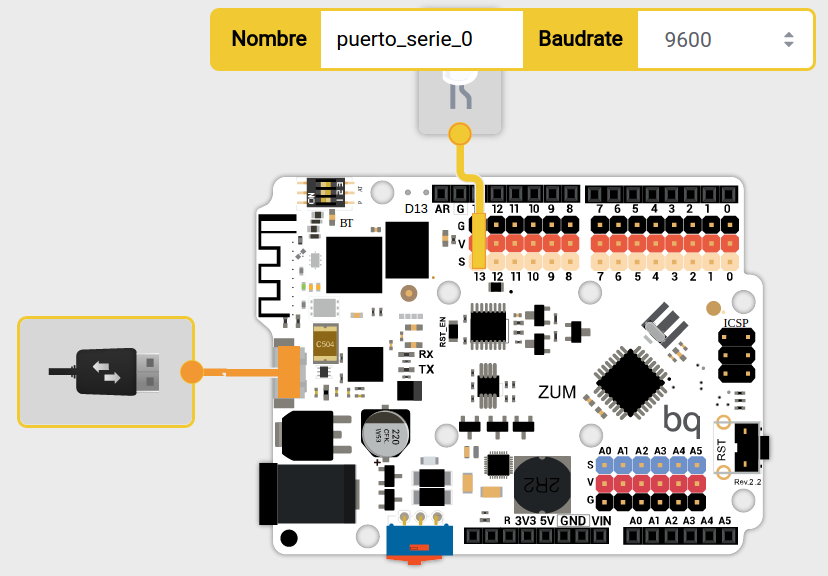 Nombre puerto_serie_0 Baudrate 9600
ON
1 2 3
BT
D13 AR G 12 11 10 9 8 7 6 5 4 3 2 1 0
G
V
S
13 12 11 10 9 8 7 6 5 4 3 2 1 0
RST_EN
ICSP
C504
RX
TX
ZUM
bq
220
CFK
W53
+
2R2
RST
Rev.2.2
A0 A1 A2 A3 A4 A5
S
V
G
R 3V3 5V GND VIN A0 A1 A2 A3 A4 A5